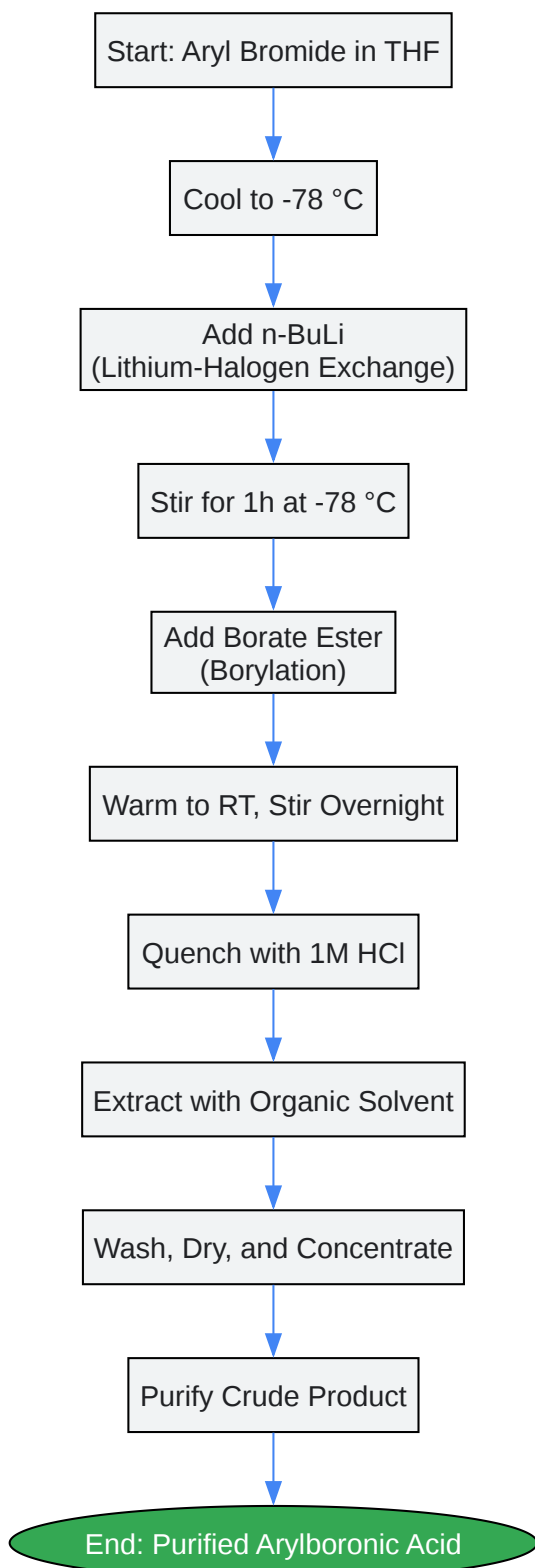 Start: Aryl Bromide in THF
Cool to -78 °C
Add n-BuLi
(Lithium-Halogen Exchange)
Stir for 1h at -78 °C
Add Borate Ester
(Borylation)
Warm to RT, Stir Overnight
Quench with 1M HCl
Extract with Organic Solvent
Wash, Dry, and Concentrate
Purify Crude Product
End: Purified Arylboronic Acid